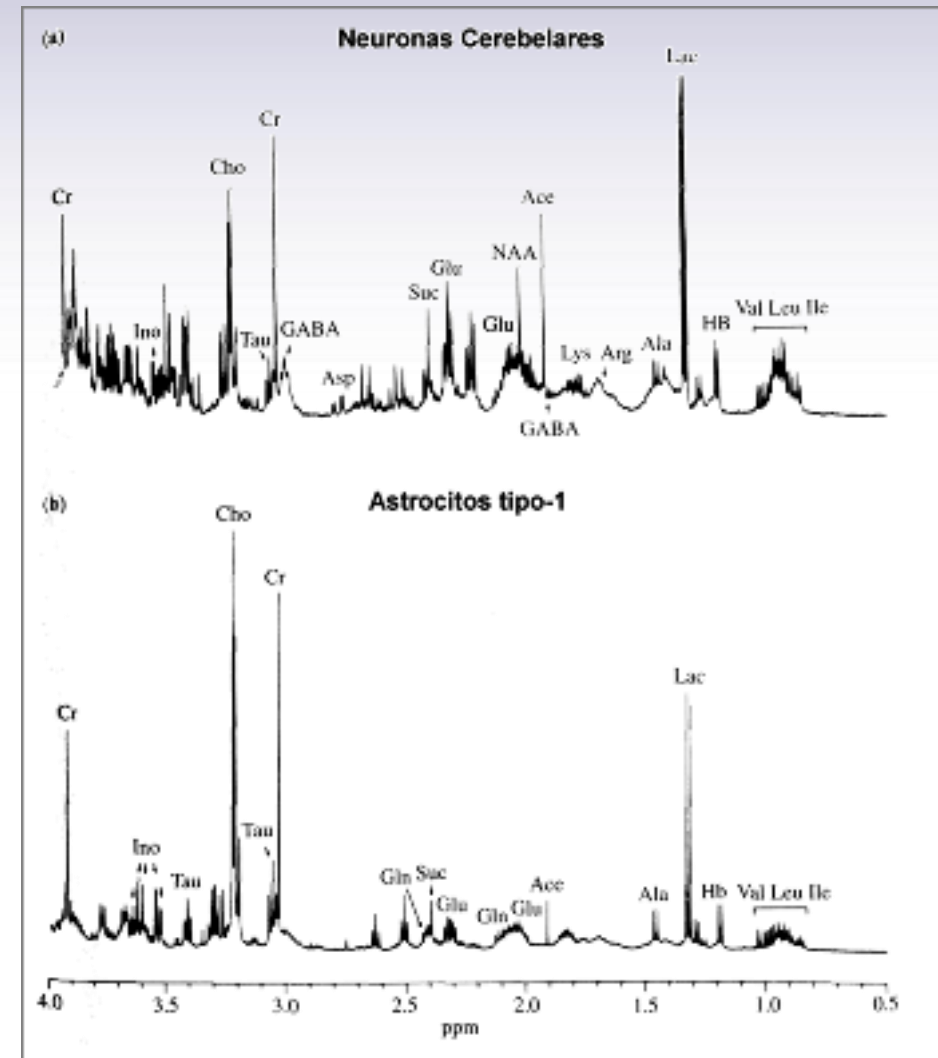 (a)
Neuronas Cerebelares
Lac
Cr
Cho
Cr
Ace
NAA
Glu
Suc
Glu
HB
Val Leu Ile
Ino
Tau
GABA
Lys
Arg
Ala
Asp
GABA
(b)
Astrocitos tipo-1
Cho
Cr
Lac
Cr
Tau
Ino
Tau
Gln
Suc
Ace
Glu
Gln
Glu
Ala
Hb
Val Leu Ile
4.0 3.5 3.0 2.5 2.0 1.5 1.0 0.5
ppm